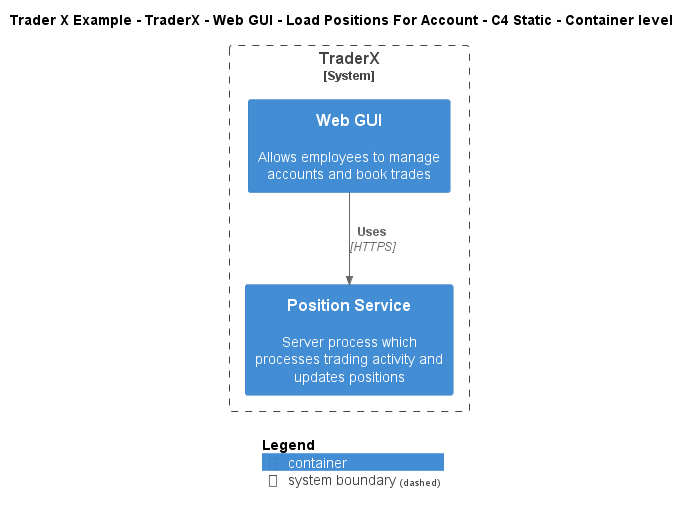 Trader X Example - TraderX - Web GUI - Load Positions For Account - C4 Static - Container level
TraderX
[System]
Web GUI
Allows employees to manage
accounts and book trades
Uses
[HTTPS]
Position Service
Server process which
processes trading activity and
updates positions
Legend
container
system boundary (dashed)